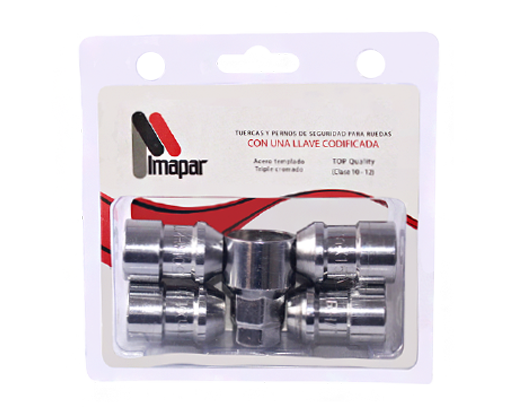 Imapar
TUERCAS Y PERNOS DE SEGURIDAD PARA RUEDAS
CON UNA LLAVE CODIFICADA
Acero templado
Triple cromado
TOP Quality
(Clase 10 - 12)